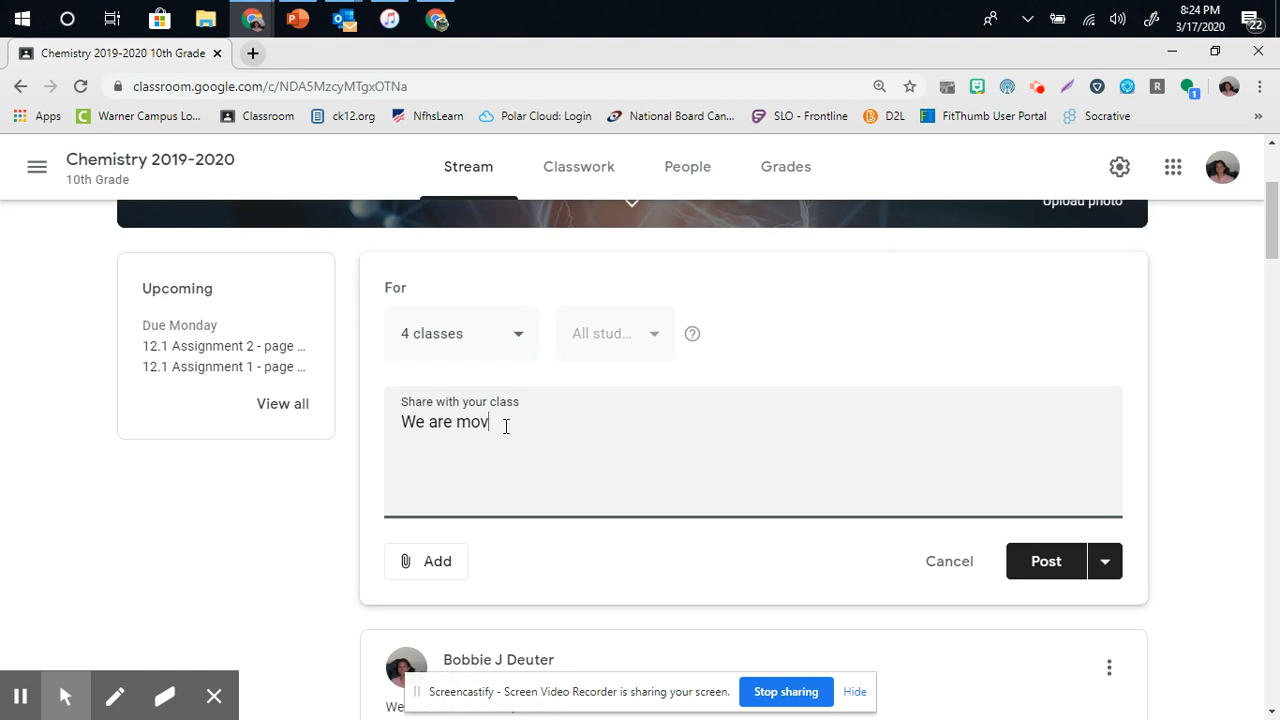 8:24 PM
3/17/2020
22
Chemistry 2019-2020 10th Grade
classroom.google.com/c/NDA5MzcyMTgxOTNa
R
1
Apps
Warner Campus Lo...
Classroom
ck12.org
NfhsLearn
Polar Cloud: Login
National Board Can...
SLO - Frontline
D2L
FitThumb User Portal
Socrative
»
Chemistry 2019-2020
10th Grade
Stream
Classwork
People
Grades
Upload photo
Upcoming
Due Monday
12.1 Assignment 2 - page ...
12.1 Assignment 1 - page ...
View all
For
4 classes
All stud...
Share with your class
We are mov
Add
Cancel
Post
Bobbie J Deuter
We
Screencastify - Screen Video Recorder is sharing your screen.
Stop sharing
Hide